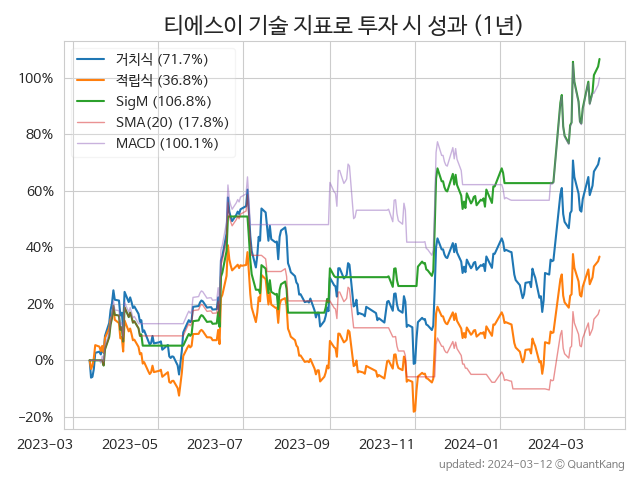 티에스이 기술 지표로 투자 시 성과 (1년)
거치식 (71.7%)
적립식 (36.8%)
SigM (106.8%)
SMA(20) (17.8%)
MACD (100.1%)
100%
80%
60%
40%
20%
0%
−20%
2023-03 2023-05 2023-07 2023-09 2023-11 2024-01 2024-03
updated: 2024-03-12 © QuantKang